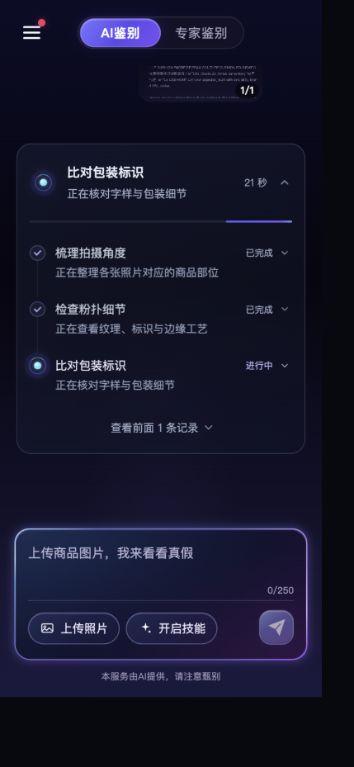 AI鉴别
专家鉴别
1/1
比对包装标识
正在核对字样与包装细节
21 秒
梳理拍摄角度
已完成
正在整理各张照片对应的商品部位
检查粉扑细节
已完成
正在查看纹理、标识与边缘工艺
比对包装标识
进行中
正在核对字样与包装细节
查看前面 1 条记录
上传商品图片，我来看看真假
0/250
上传照片
开启技能
本服务由AI提供，请注意甄别